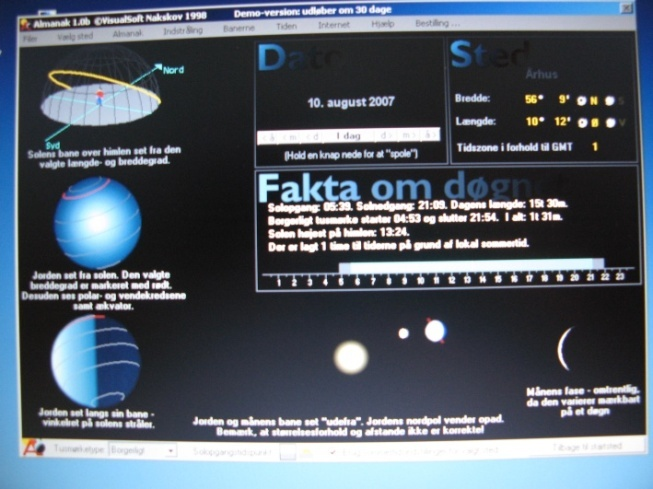 Almanak 1.0b ©VisualSoft Nakskov 1998 Demo-version: udløber om 30 dage
Filer Vælg sted Almanak Indstråling Banerne Tiden Internet Hjælp Bestilling ...
Nord
Syd
Solens bane over himlen set fra den
valgte længde- og breddegrad.
Dato
10. august 2007
I dag
(Hold en knap nede for at "spole")
Sted
Århus
Bredde: 56° 9' N S
Længde: 10° 12' Ø V
Tidszone i forhold til GMT 1
Fakta om døgnet
Solopgang: 05:39. Solnedgang: 21:09. Dagens længde: 15t 30m.
Borgerligt tusmørke starter 04:53 og slutter 21:54. I alt: 1t 31m.
Solen højest på himlen: 13:24.
Der er lagt 1 time til tiderne på grund af lokal sommertid.
1 2 3 4 5 6 7 8 9 10 11 12 13 14 15 16 17 18 19 20 21 22 23
Jorden set fra solen. Den valgte
breddegrad er markeret med rødt.
Desuden ses polar- og vendekredsene
samt ækvator.
Jorden set langs sin bane -
vinkelret på solens stråler.
Jorden og månens bane set "udefra". Jordens nordpol vender opad.
Bemærk, at størrelsesforhold og afstande ikke er korrekte!
Månens fase - omtrentlig,
da den varierer mærkbart
på et døgn
Tusmørketype: Borgerligt Solopgang tidspunkt Tilbage til startsted